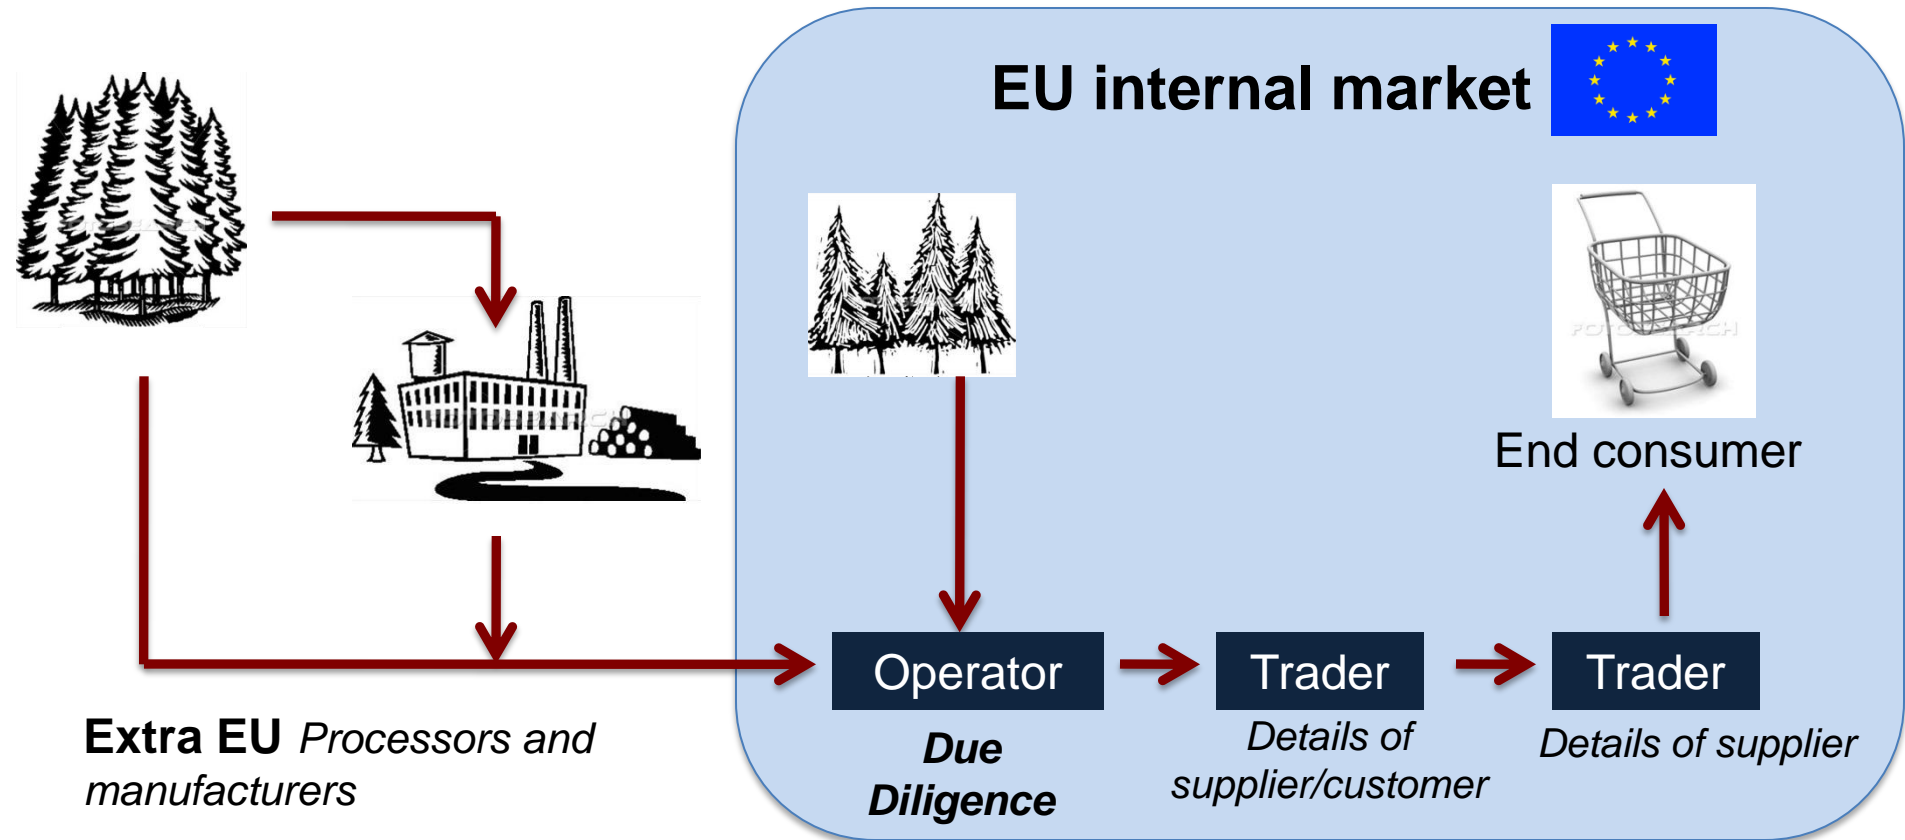 EU internal market
FOTOSEARCH
End consumer
Operator
Trader
Trader
Extra EU Processors and
manufacturers
Due
Diligence
Details of
supplier/customer
Details of supplier